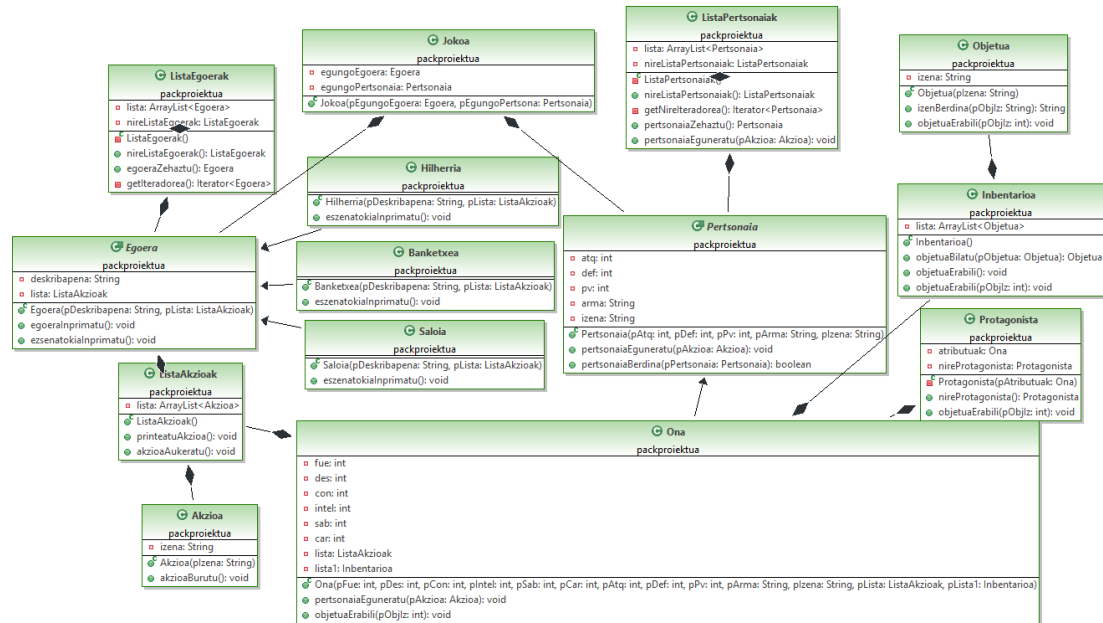 ListaEgoerak
packproiektua
lista: ArrayList<Egoera>
nireListaEgoerak: ListaEgoerak
ListaEgoerak()
nireListaEgoerak(): ListaEgoerak
egoeraZehaztu(): Egoera
getIteradorea(): Iterator<Egoera>
Jokoa
packproiektua
egungoEgoera: Egoera
egungoPertsonaia: Pertsonaia
Jokoa(pEgungoEgoera: Egoera, pEgungoPertsona: Pertsonaia)
ListaPertsonaiak
packproiektua
lista: ArrayList<Pertsonaia>
nireListaPertsonaiak: ListaPertsonaiak
ListaPertsonaiak()
nireListaPertsonaiak(): ListaPertsonaiak
getNireIteradorea(): Iterator<Pertsonaia>
pertsonaiaZehaztu(): Pertsonaia
pertsonaiaEguneratu(pAkzioa: Akzioa): void
Objetua
packproiektua
izena: String
Objetua(pIzena: String)
izenBerdina(pObjIz: String): String
objetuaErabili(pObjIz: int): void
Hilherria
packproiektua
Hilherria(pDeskribapena: String, pLista: ListaAkzioak)
eszenatokiaInprimatu(): void
Inbentarioa
packproiektua
lista: ArrayList<Objetua>
Inbentarioa()
objetuaBilatu(pObjetua: Objetua): Objetua
objetuaErabili(): void
objetuaErabili(pObjIz: int): void
Egoera
packproiektua
deskribapena: String
lista: ListaAkzioak
Egoera(pDeskribapena: String, pLista: ListaAkzioak)
egoeraInprimatu(): void
ezsenatokiaInprimatu(): void
Banketxea
packproiektua
Banketxea(pDeskribapena: String, pLista: ListaAkzioak)
eszenatokiaInprimatu(): void
Pertsonaia
packproiektua
atq: int
def: int
pv: int
arma: String
izena: String
Pertsonaia(pAtq: int, pDef: int, pPv: int, pArma: String, pIzena: String)
pertsonaiaEguneratu(pAkzioa: Akzioa): void
pertsonaiaBerdina(pPertsonaia: Pertsonaia): boolean
Saloia
packproiektua
Saloia(pDeskribapena: String, pLista: ListaAkzioak)
eszenatokiaInprimatu(): void
Protagonista
packproiektua
atributuak: Ona
nireProtagonista: Protagonista
Protagonista(pAtributuak: Ona)
nireProtagonista(): Protagonista
objetuaErabili(pObjIz: int): void
ListaAkzioak
packproiektua
lista: ArrayList<Akzioa>
ListaAkzioak()
printeatuAkzioa(): void
akzioaAukeratu(): void
Ona
packproiektua
fue: int
des: int
con: int
intel: int
sab: int
car: int
lista: ListaAkzioak
lista1: Inbentarioa
Ona(pFue: int, pDes: int, pCon: int, pIntel: int, pSab: int, pCar: int, pAtq: int, pDef: int, pPv: int, pArma: String, pIzena: String, pLista: ListaAkzioak, pLista1: Inbentarioa)
pertsonaiaEguneratu(pAkzioa: Akzioa): void
objetuaErabili(pObjIz: int): void
Akzioa
packproiektua
izena: String
Akzioa(pIzena: String)
akzioaBurutu(): void